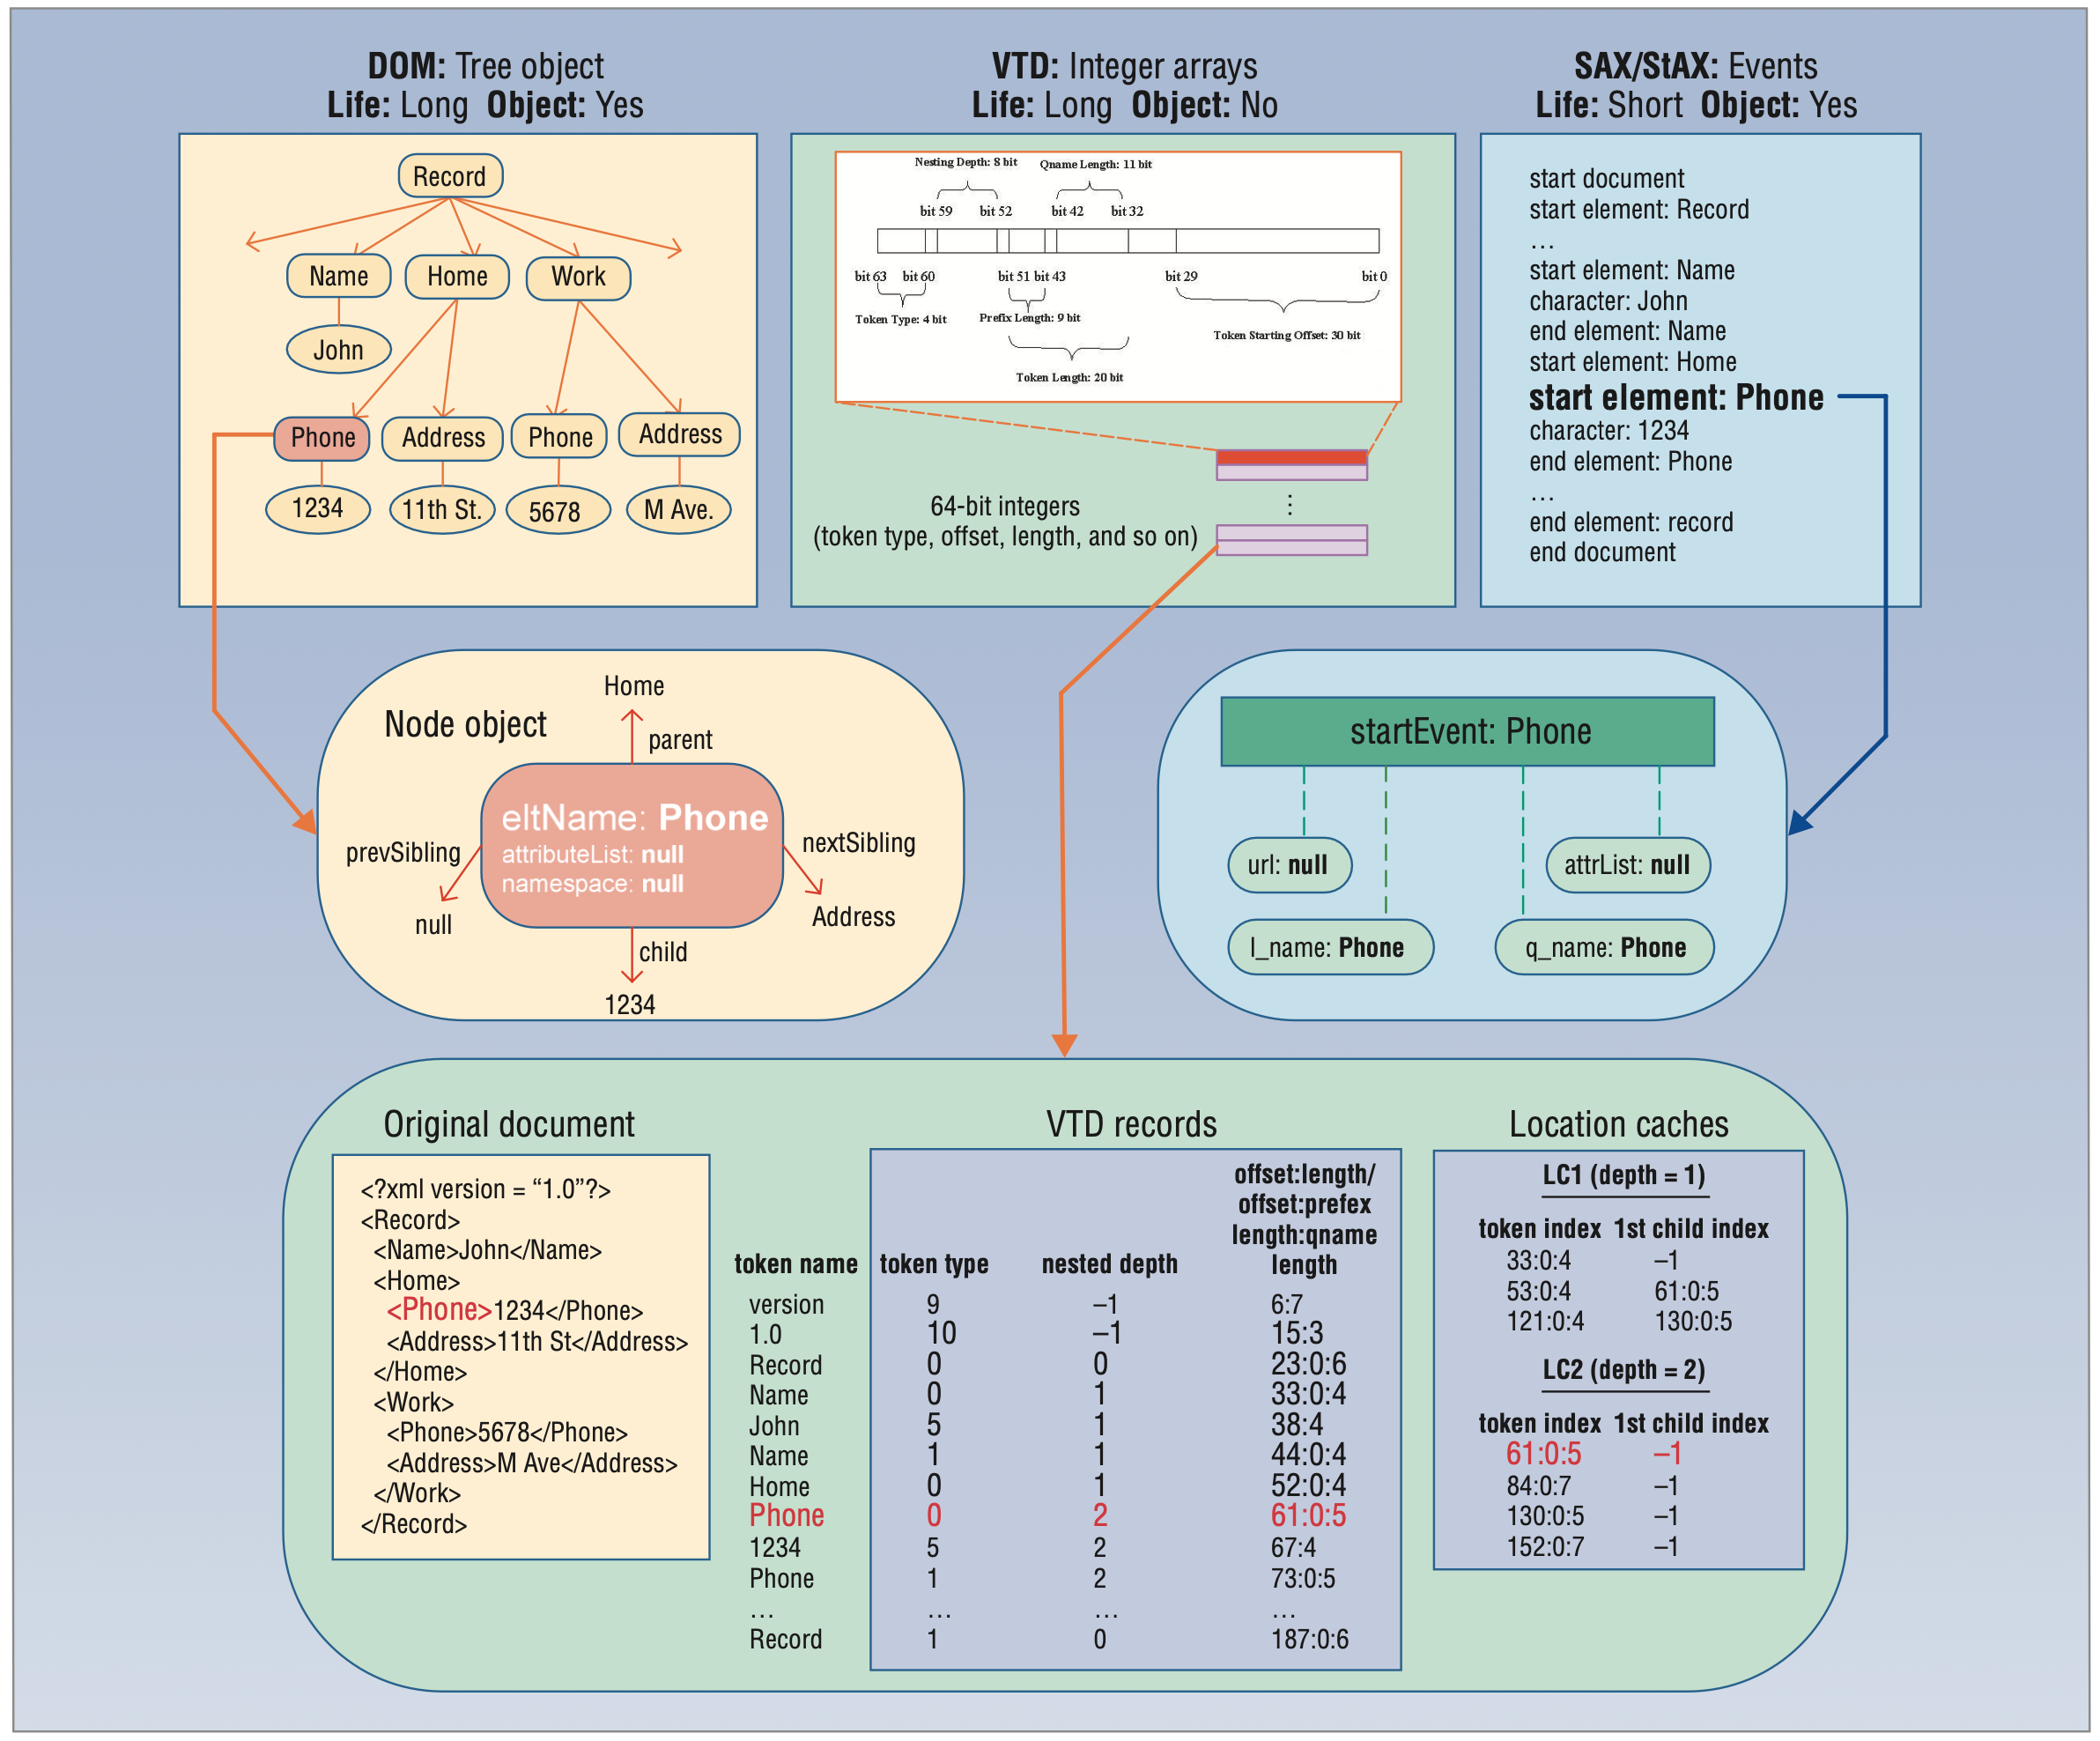 DOM: Tree object
Life: Long Object: Yes
Record
Name
Home
Work
John
Phone
Address
Phone
Address
1234
11th St.
5678
M Ave.
VTD: Integer arrays
Life: Long Object: No
Nesting Depth: 8 bit
Qname Length: 11 bit
bit 59
bit 52
bit 42
bit 32
bit 63
bit 60
bit 51
bit 43
bit 29
bit 0
Token Type: 4 bit
Prefix Length: 9 bit
Token Starting Offset: 30 bit
Token Length: 20 bit
64-bit integers
(token type, offset, length, and so on)
⋮
SAX/StAX: Events
Life: Short Object: Yes
start document
start element: Record
…
start element: Name
character: John
end element: Name
start element: Home
start element: Phone
character: 1234
end element: Phone
…
end element: record
end document
Node object
Home
parent
eltName: Phone
attributeList: null
namespace: null
prevSibling
null
nextSibling
Address
child
1234
startEvent: Phone
url: null
attrList: null
l_name: Phone
q_name: Phone
Original document
<?xml version = “1.0”?>
<Record>
<Name>John</Name>
<Home>
<Phone>1234</Phone>
<Address>11th St</Address>
</Home>
<Work>
<Phone>5678</Phone>
<Address>M Ave</Address>
</Work>
</Record>
VTD records
offset:length/
offset:prefex
length:qname
token name token type nested depth length
version 9 –1 6:7
1.0 10 –1 15:3
Record 0 0 23:0:6
Name 0 1 33:0:4
John 5 1 38:4
Name 1 1 44:0:4
Home 0 1 52:0:4
Phone 0 2 61:0:5
1234 5 2 67:4
Phone 1 2 73:0:5
… … … …
Record 1 0 187:0:6
Location caches
LC1 (depth = 1)
token index 1st child index
33:0:4 –1
53:0:4 61:0:5
121:0:4 130:0:5
LC2 (depth = 2)
token index 1st child index
61:0:5 –1
84:0:7 –1
130:0:5 –1
152:0:7 –1